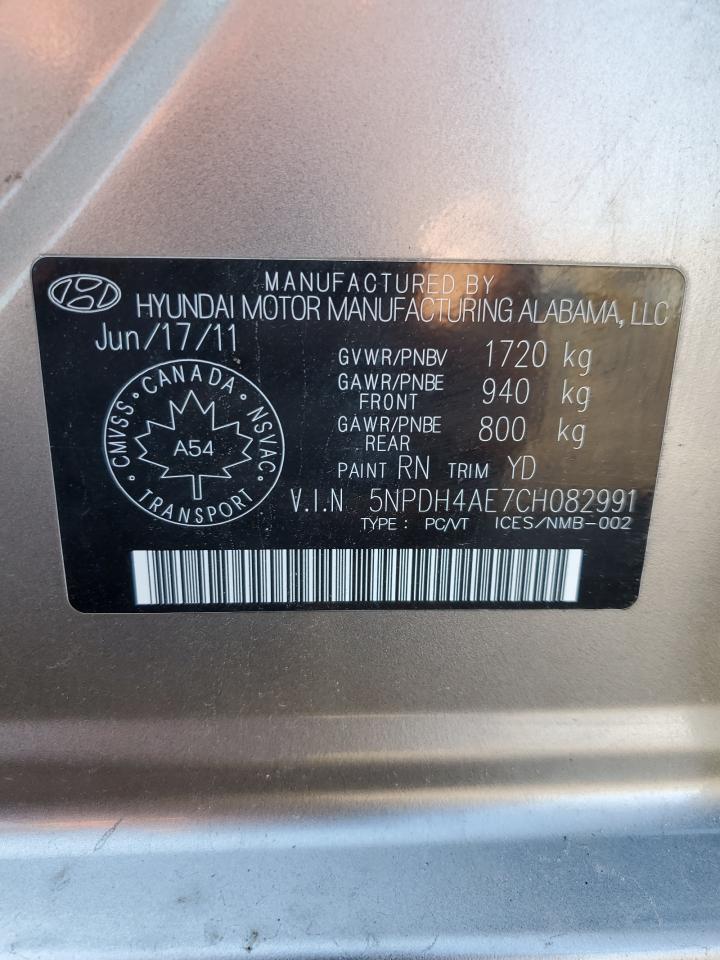 MANUFACTURED BY
HYUNDAI MOTOR MANUFACTURING ALABAMA, LLC
Jun/17/11
GVWR/PNBV 1720 kg
GAWR/PNBE FRONT 940 kg
GAWR/PNBE REAR 800 kg
PAINT RN TRIM YD
CMVSS · CANADA · NSVAC · TRANSPORT ·
A54
V.I.N 5NPDH4AE7CH082991
TYPE: PC/VT ICES/NMB-002